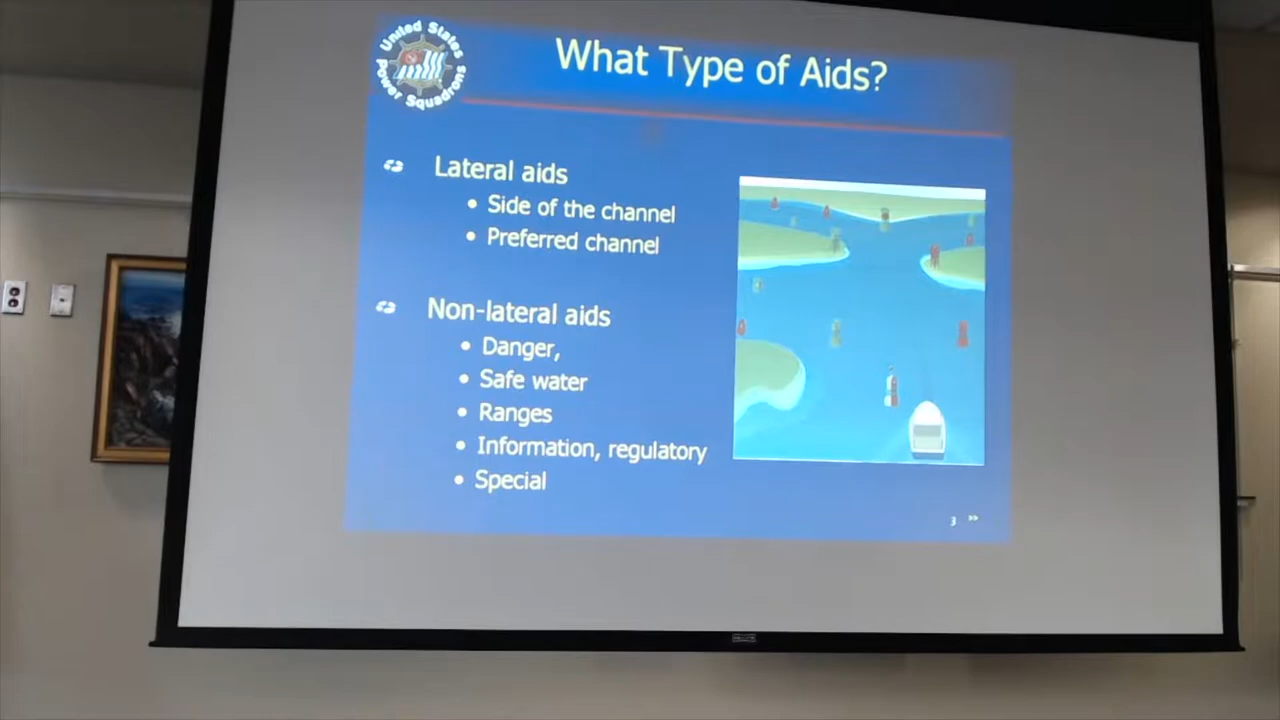 United States
Power Squadrons
What Type of Aids?
Lateral aids
• Side of the channel
• Preferred channel
Non-lateral aids
• Danger,
• Safe water
• Ranges
• Information, regulatory
• Special
3